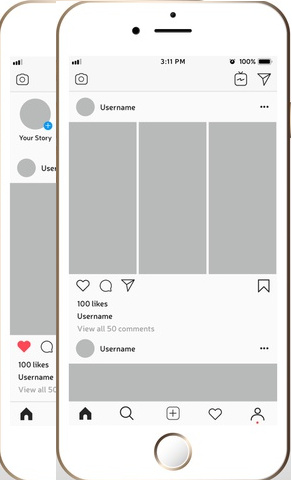 3:11 PM
100%
Username
100 likes
Username
View all 50 comments
Username
Your Story
User
100 likes
Username
View all 50